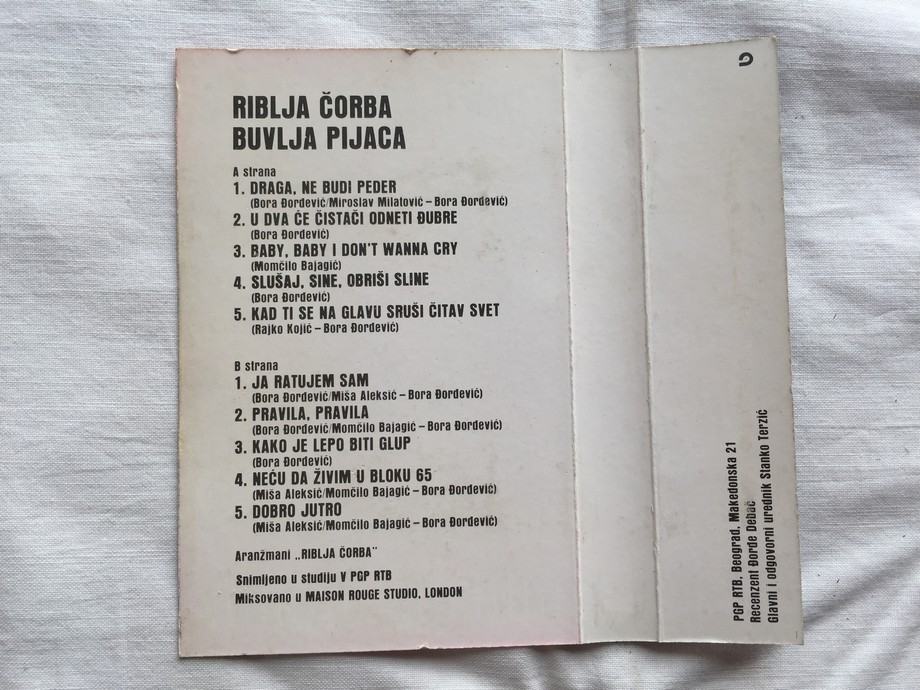 RIBLJA ČORBA
BUVLJA PIJACA
A strana
1. DRAGA, NE BUDI PEDER
(Bora Đorđević/Miroslav Milatović – Bora Đorđević)
2. U DVA ĆE ČISTAČI ODNETI ĐUBRE
(Bora Đorđević)
3. BABY, BABY I DON'T WANNA CRY
(Momčilo Bajagić)
4. SLUŠAJ, SINE, OBRIŠI SLINE
(Bora Đorđević)
5. KAD TI SE NA GLAVU SRUŠI ČITAV SVET
(Rajko Kojić – Bora Đorđević)
B strana
1. JA RATUJEM SAM
(Bora Đorđević/Miša Aleksić – Bora Đorđević)
2. PRAVILA, PRAVILA
(Bora Đorđević/Momčilo Bajagić – Bora Đorđević)
3. KAKO JE LEPO BITI GLUP
(Bora Đorđević)
4. NEĆU DA ŽIVIM U BLOKU 65
(Miša Aleksić/Momčilo Bajagić – Bora Đorđević)
5. DOBRO JUTRO
(Miša Aleksić/Momčilo Bajagić – Bora Đorđević)
Aranžmani „RIBLJA ČORBA"
Snimljeno u studiju V PGP RTB
Miksovano u MAISON ROUGE STUDIO, LONDON
PGP RTB, Beograd, Makedonska 21
Recenzent Đorđe Debač
Glavni i odgovorni urednik Stanko Terzić